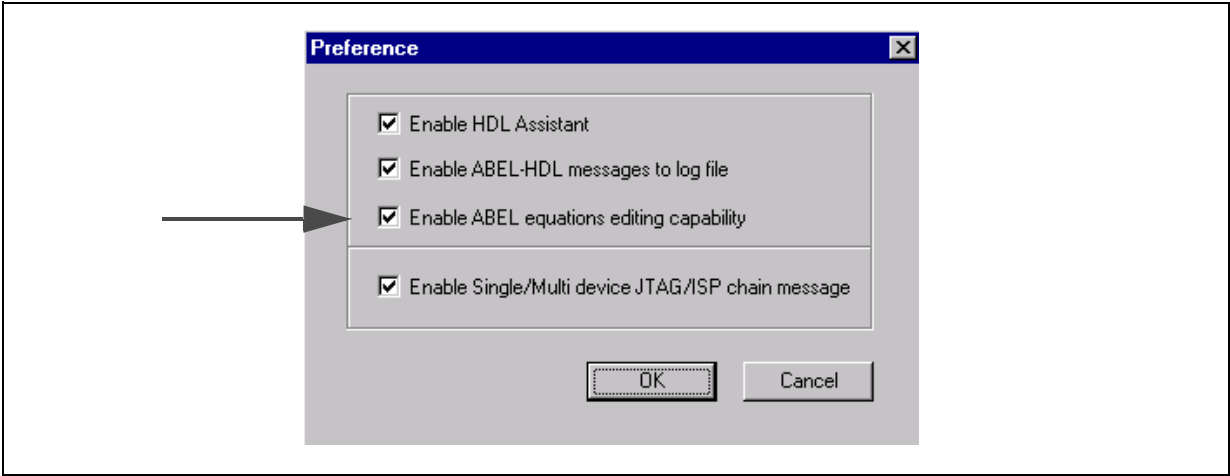 Preference
Enable HDL Assistant
Enable ABEL-HDL messages to log file
Enable ABEL equations editing capability
Enable Single/Multi device JTAG/ISP chain message
OK
Cancel